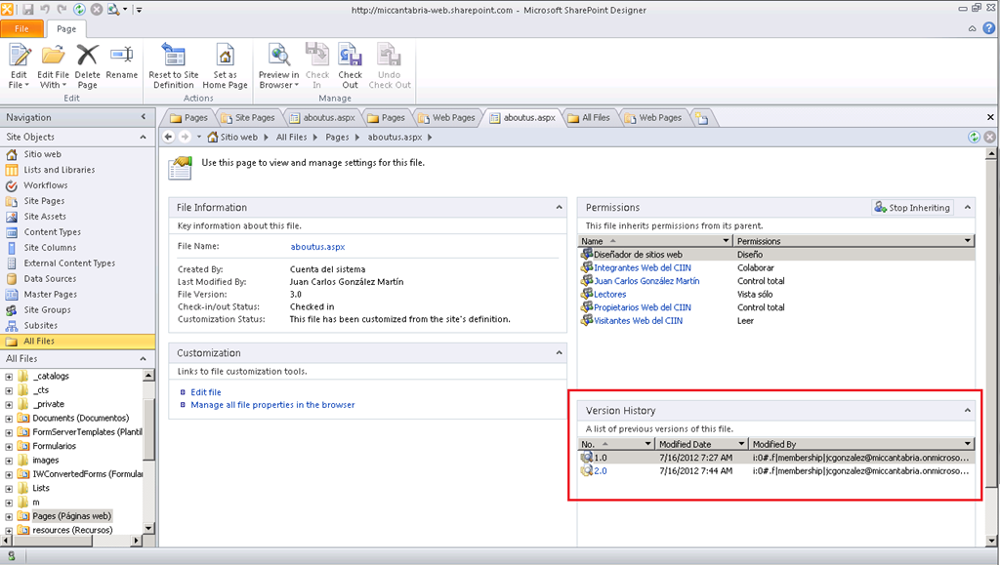 http://miccantabria-web.sharepoint.com - Microsoft SharePoint Designer
File Page
Edit File Edit File With Delete Page Rename Reset to Site Definition Set as Home Page Preview in Browser Check In Check Out Undo Check Out
Edit Actions Manage
Navigation
Pages Site Pages aboutus.aspx Pages Web Pages aboutus.aspx All Files Web Pages
Site Objects
Sitio web All Files Pages aboutus.aspx
Sitio web
Lists and Libraries
Workflows
Site Pages
Site Assets
Content Types
Site Columns
External Content Types
Data Sources
Master Pages
Site Groups
Subsites
All Files
All Files
_catalogs
_cts
_private
Documents (Documentos)
FormServerTemplates (Plantil
Formularios
images
IWConvertedForms (Formular
Lists
m
Pages (Páginas web)
resources (Recursos)
Use this page to view and manage settings for this file.
File Information
Key information about this file.
File Name: aboutus.aspx
Created By: Cuenta del sistema
Last Modified By: Juan Carlos González Martín
File Version: 3.0
Check-in/out Status: Checked in
Customization Status: This file has been customized from the site's definition.
Customization
Links to file customization tools.
Edit file
Manage all file properties in the browser
Permissions Stop Inheriting
This file inherits permissions from its parent.
Name Permissions
Diseñador de sitios web Diseño
Integrantes Web del CIIN Colaborar
Juan Carlos González Martín Control total
Lectores Vista sólo
Propietarios Web del CIIN Control total
Visitantes Web del CIIN Leer
Version History
A list of previous versions of this file.
No. Modified Date Modified By
1.0 7/16/2012 7:27 AM i:0#.f|membership|jcgonzalez@miccantabria.onmicroso...
2.0 7/16/2012 7:44 AM i:0#.f|membership|jcgonzalez@miccantabria.onmicroso...